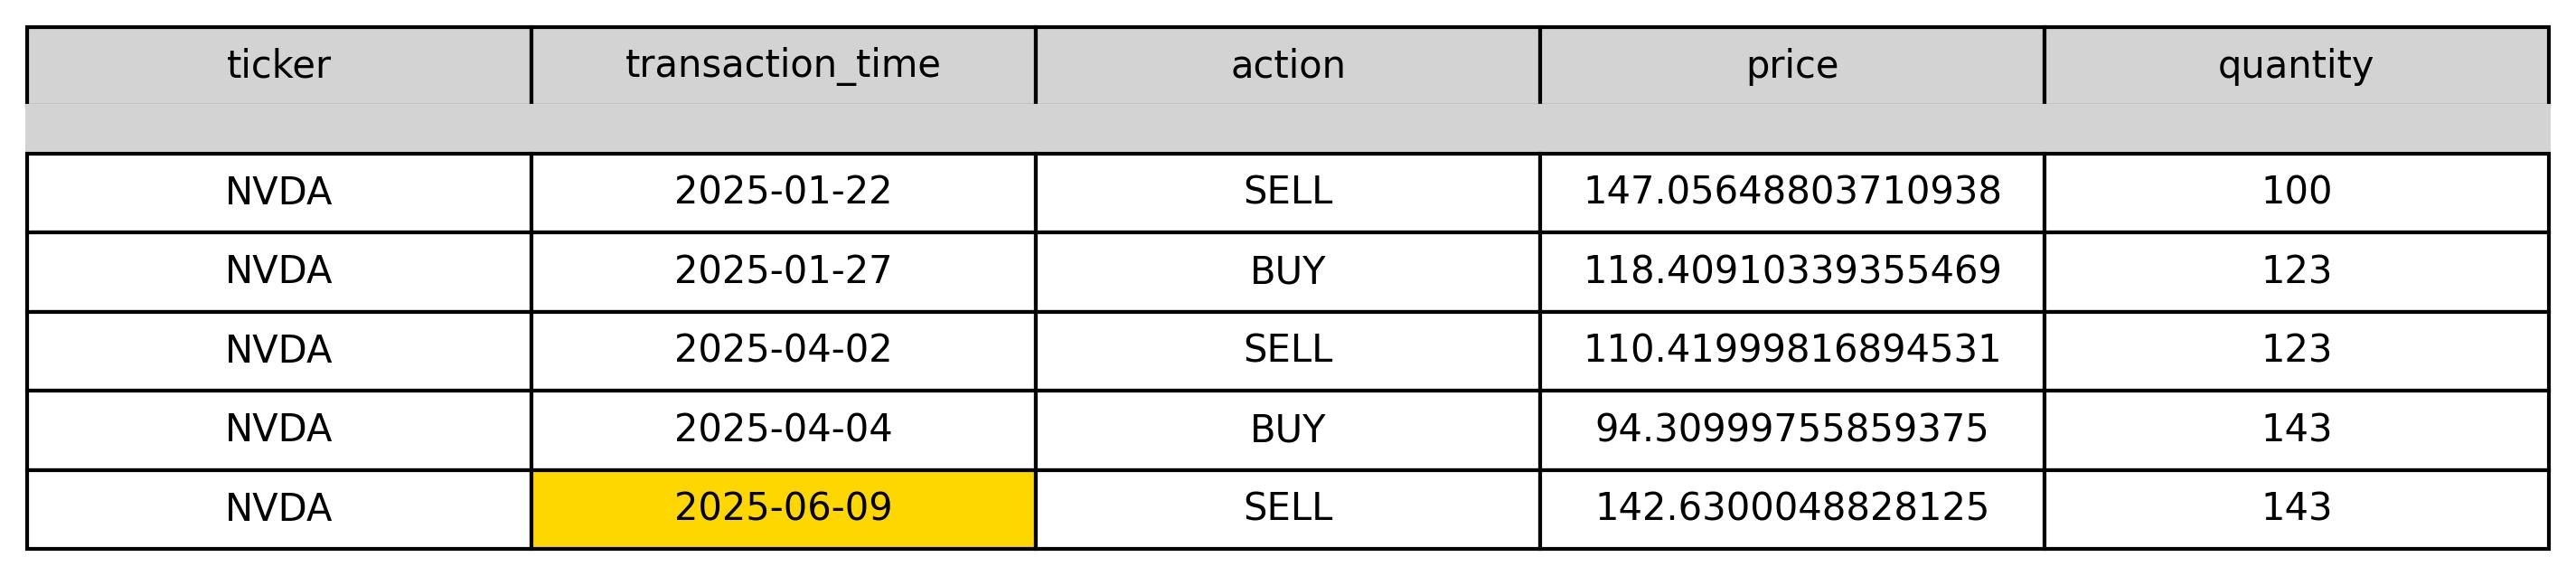 ticker transaction_time action price quantity
NVDA 2025-01-22 SELL 147.05648803710938 100
NVDA 2025-01-27 BUY 118.40910339355469 123
NVDA 2025-04-02 SELL 110.41999816894531 123
NVDA 2025-04-04 BUY 94.30999755859375 143
NVDA 2025-06-09 SELL 142.6300048828125 143